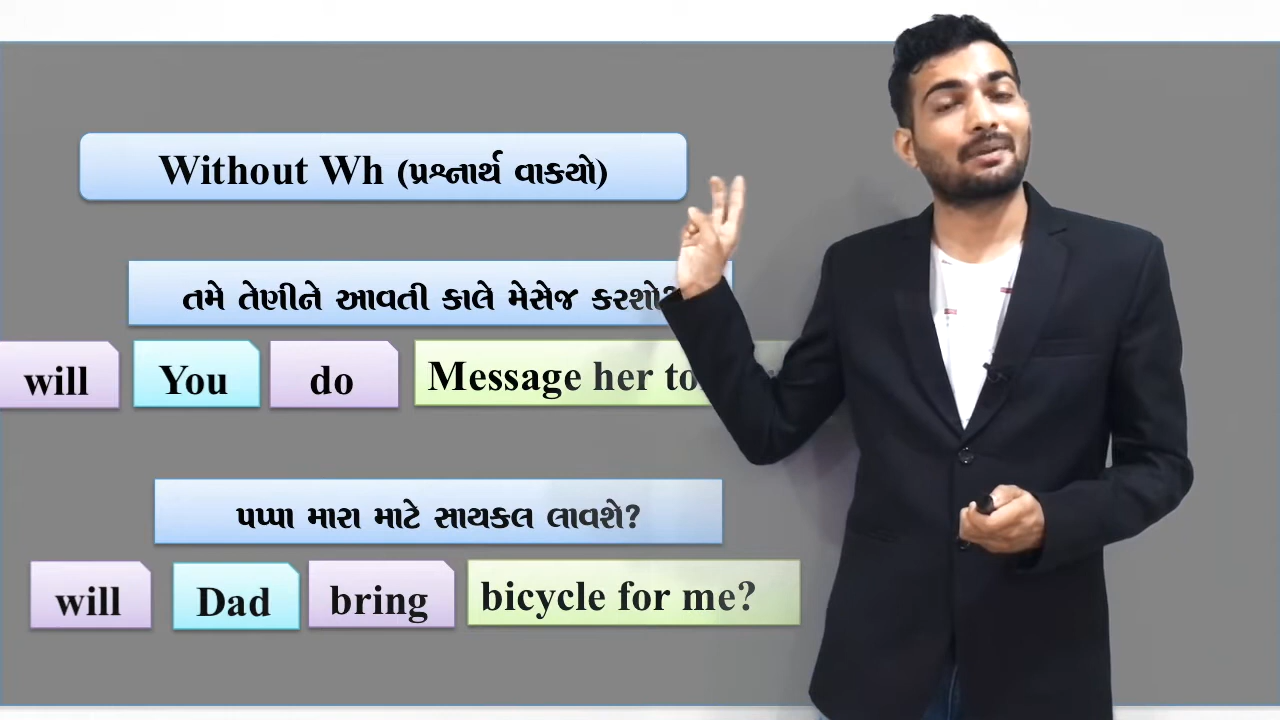 Without Wh (પ્રશ્નાર્થ વાકયો)
તમે તેણીને આવતી કાલે મેસેજ કરશો?
will You do Message her
પપ્પા મારા માટે સાયકલ લાવશે?
will Dad bring bicycle for me?